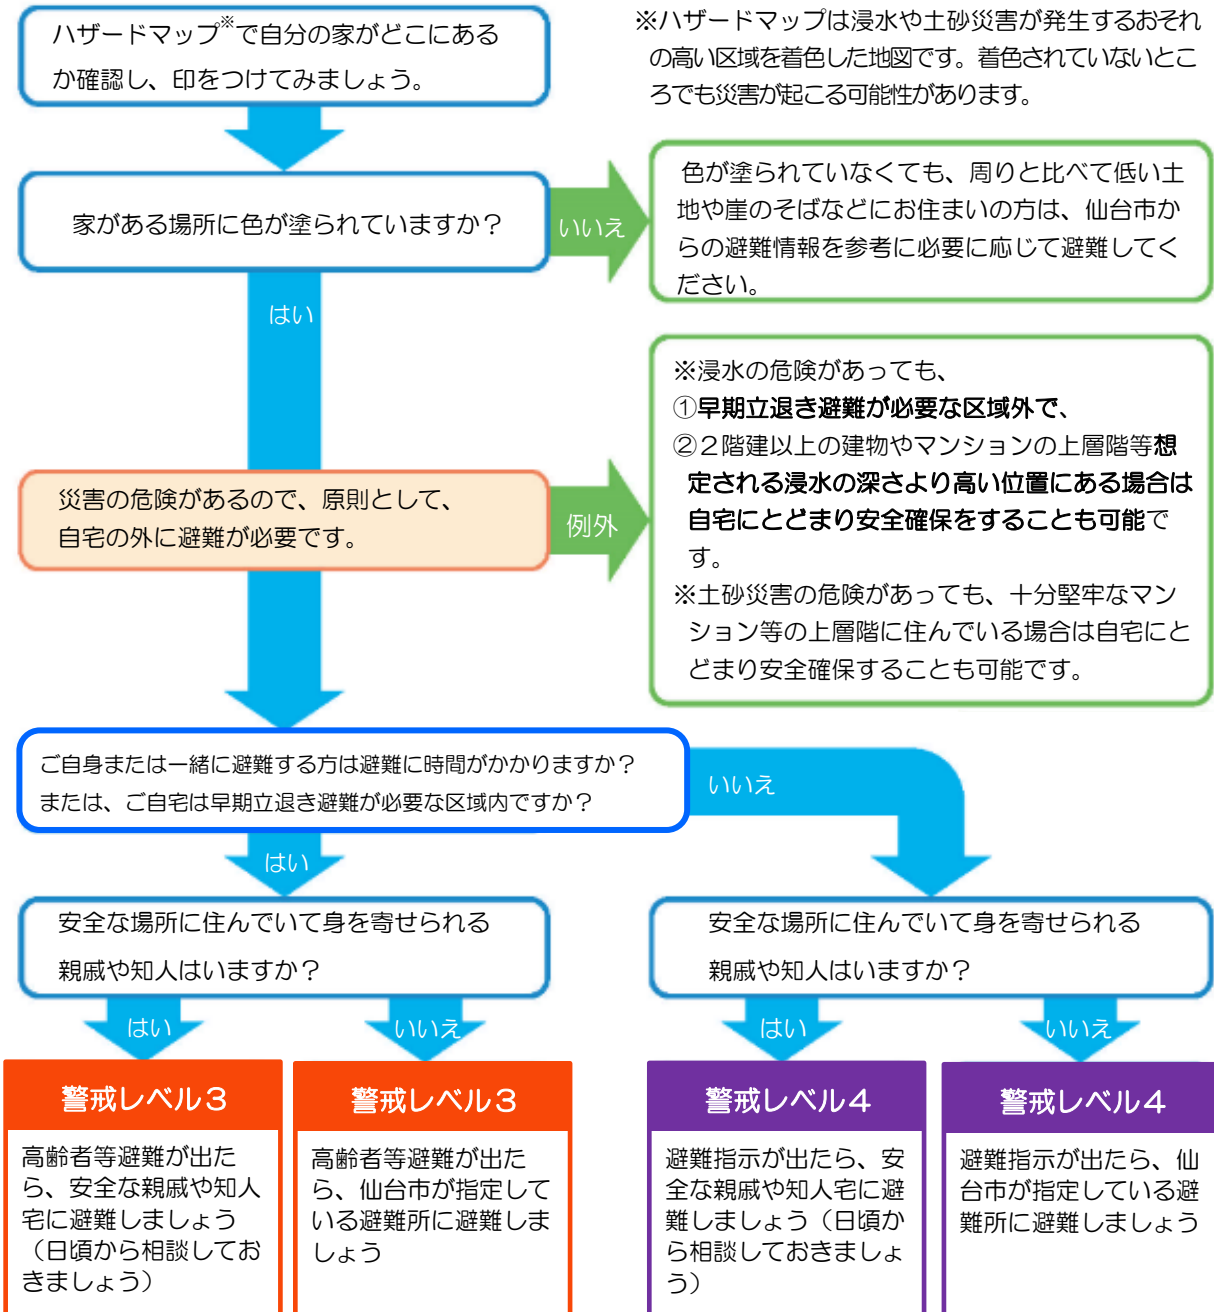 ハザードマップ※で自分の家がどこにある
か確認し、印をつけてみましょう。
※ハザードマップは浸水や土砂災害が発生するおそれ
の高い区域を着色した地図です。着色されていないとこ
ろでも災害が起こる可能性があります。
家がある場所に色が塗られていますか？
いいえ
色が塗られていなくても、周りと比べて低い土
地や崖のそばなどにお住まいの方は、仙台市か
らの避難情報を参考に必要に応じて避難してく
ださい。
はい
災害の危険があるので、原則として、
自宅の外に避難が必要です。
例外
※浸水の危険があっても、
①早期立退き避難が必要な区域外で、
②２階建以上の建物やマンションの上層階等想
定される浸水の深さより高い位置にある場合は
自宅にとどまり安全確保をすることも可能で
す。
※土砂災害の危険があっても、十分堅牢なマン
ション等の上層階に住んでいる場合は自宅にと
どまり安全確保することも可能です。
ご自身または一緒に避難する方は避難に時間がかかりますか？
または、ご自宅は早期立退き避難が必要な区域内ですか？
いいえ
はい
安全な場所に住んでいて身を寄せられる
親戚や知人はいますか？
はい
いいえ
安全な場所に住んでいて身を寄せられる
親戚や知人はいますか？
はい
いいえ
警戒レベル３
高齢者等避難が出た
ら、安全な親戚や知人
宅に避難しましょう
（日頃から相談してお
きましょう）
警戒レベル３
高齢者等避難が出た
ら、仙台市が指定して
いる避難所に避難しま
しょう
警戒レベル４
避難指示が出たら、安
全な親戚や知人宅に避
難しましょう（日頃か
ら相談しておきましょ
う）
警戒レベル４
避難指示が出たら、仙
台市が指定している避
難所に避難しましょう